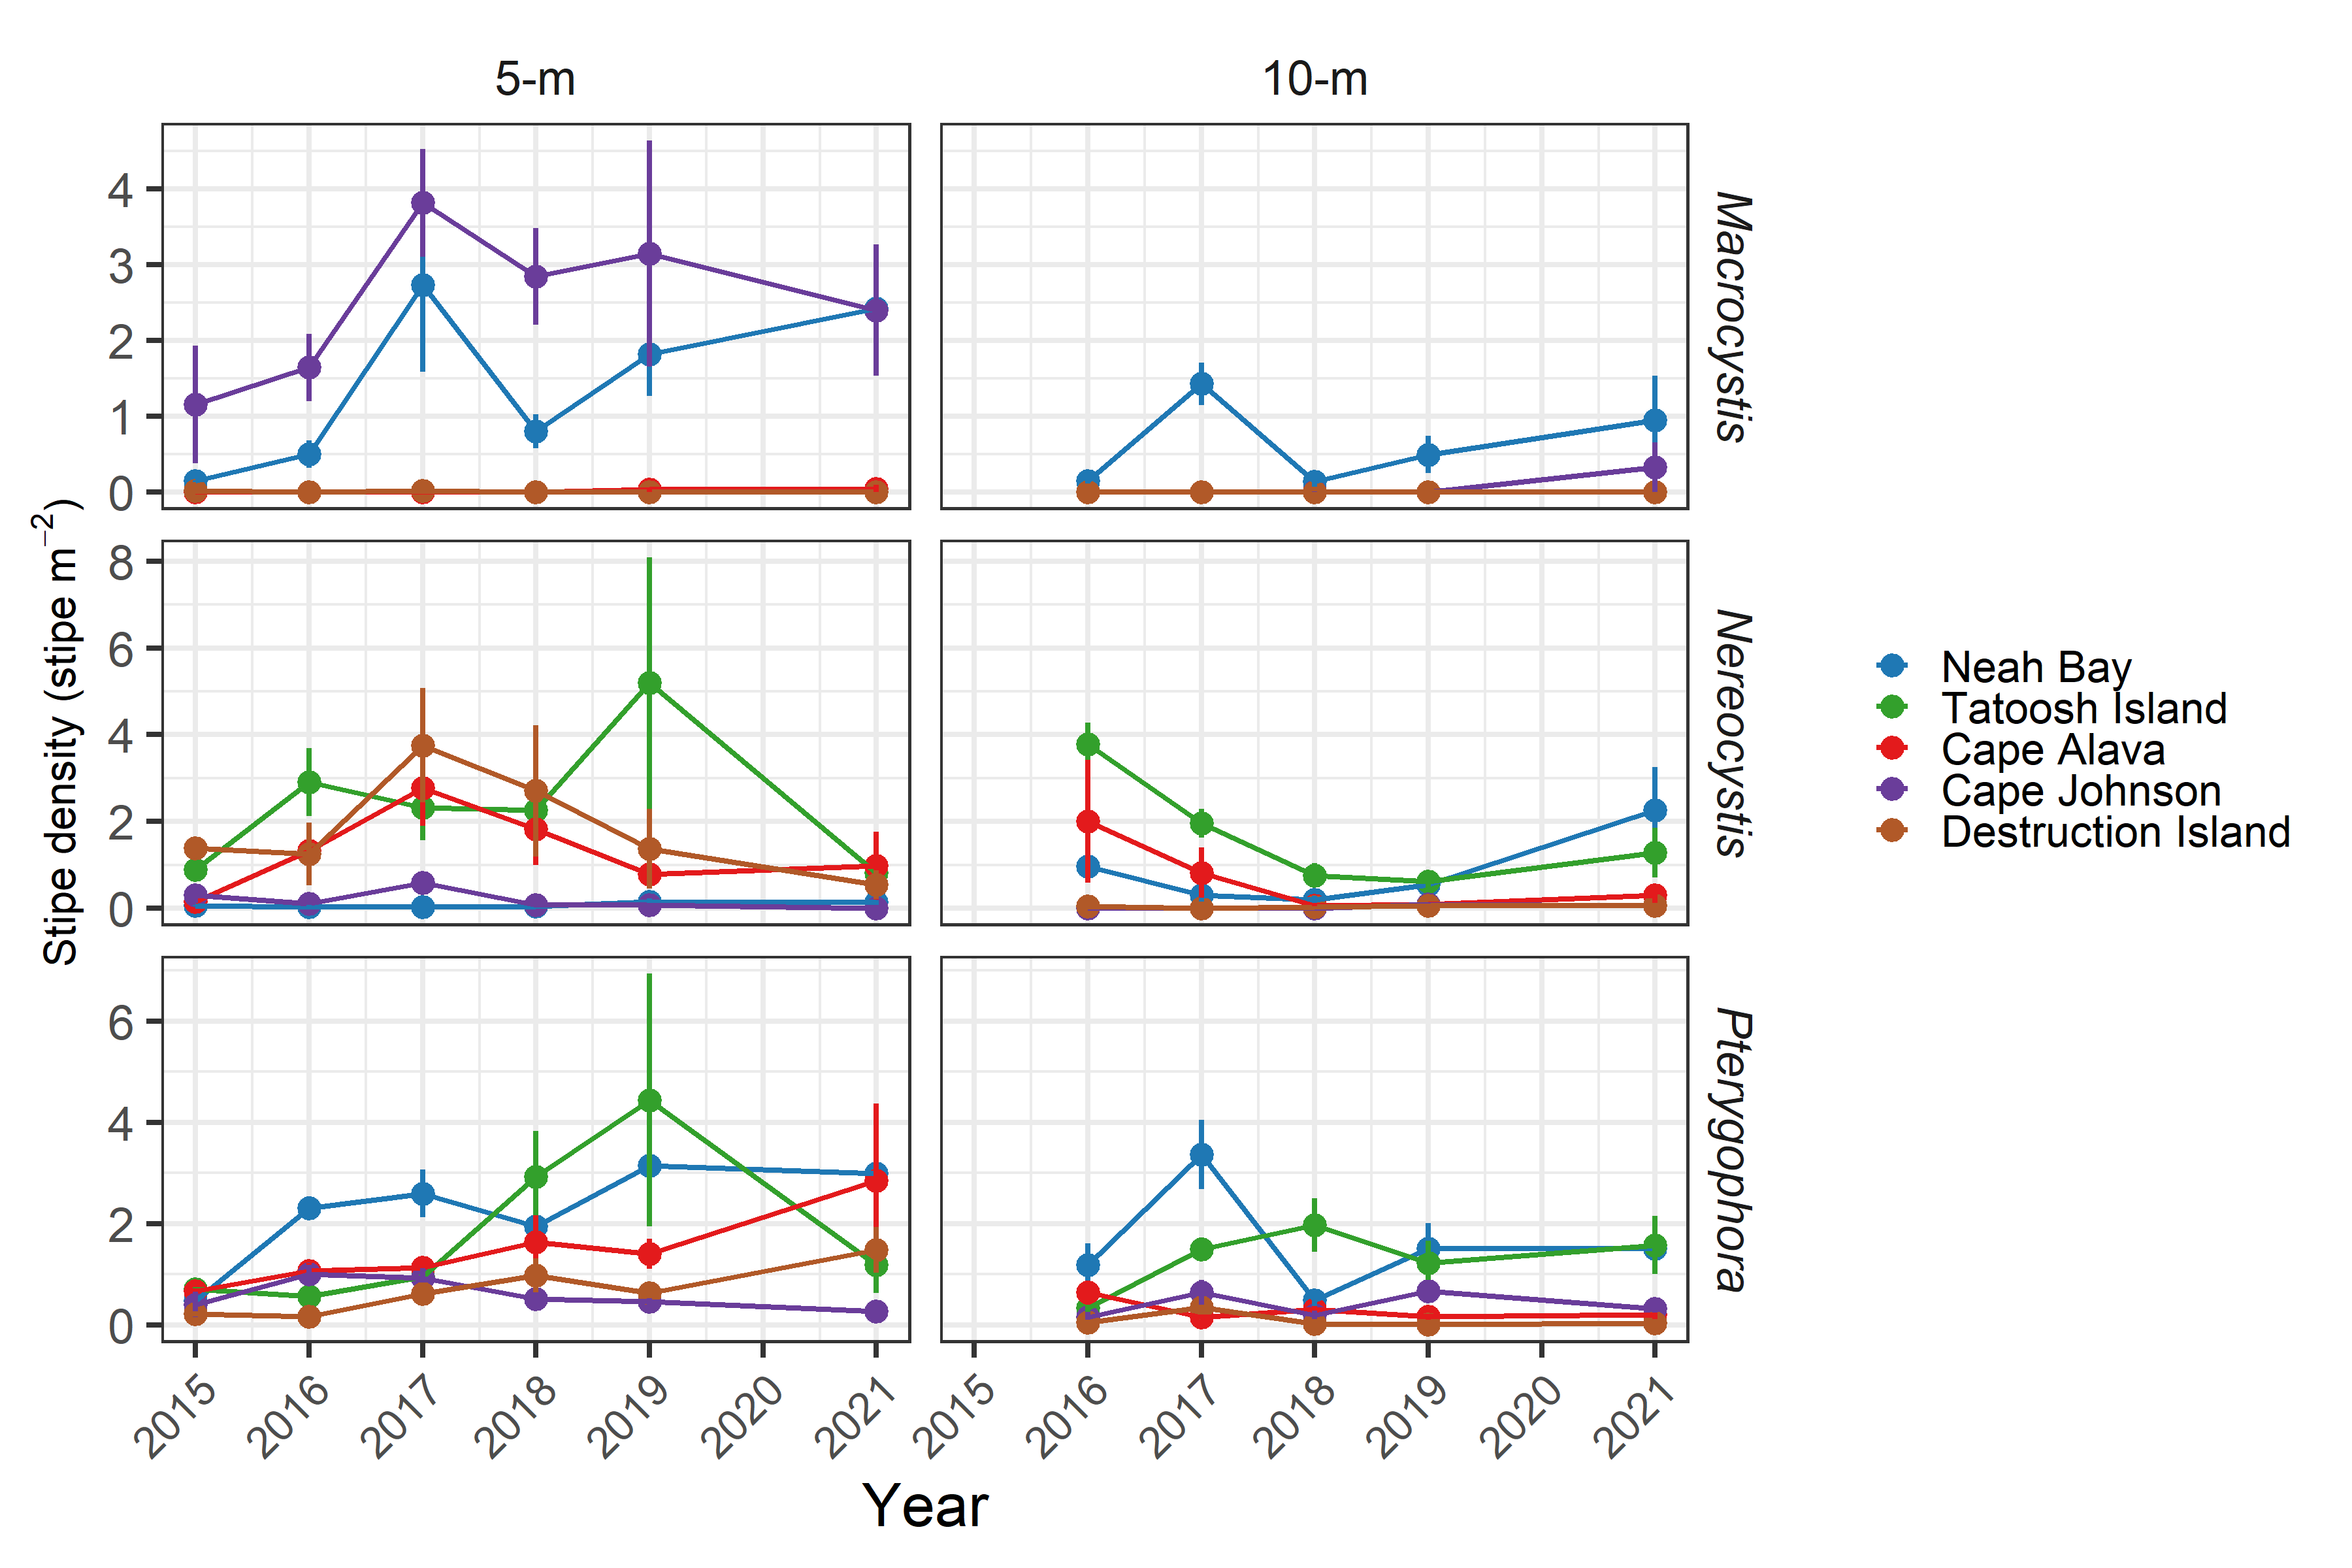 5-m 10-m
4
3
2
1
0
Macrocystis
8
6
4
2
0
Nereocystis
6
4
2
0
Pterygophora
Stipe density (stipe m⁻²)
2015 2016 2017 2018 2019 2020 2021 2015 2016 2017 2018 2019 2020 2021
Year
Neah Bay
Tatoosh Island
Cape Alava
Cape Johnson
Destruction Island